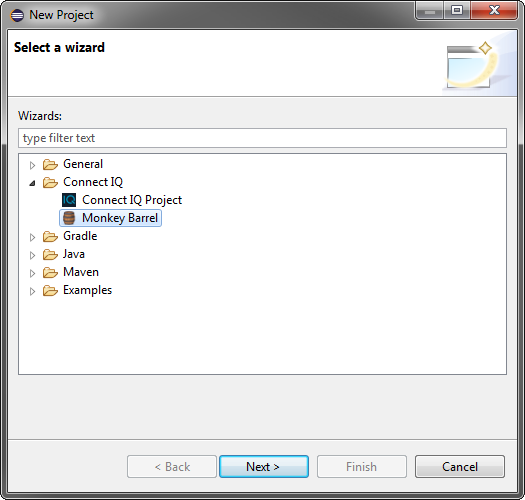 New Project
Select a wizard
Wizards:
type filter text
General
Connect IQ
IQ Connect IQ Project
Monkey Barrel
Gradle
Java
Maven
Examples
< Back Next > Finish Cancel